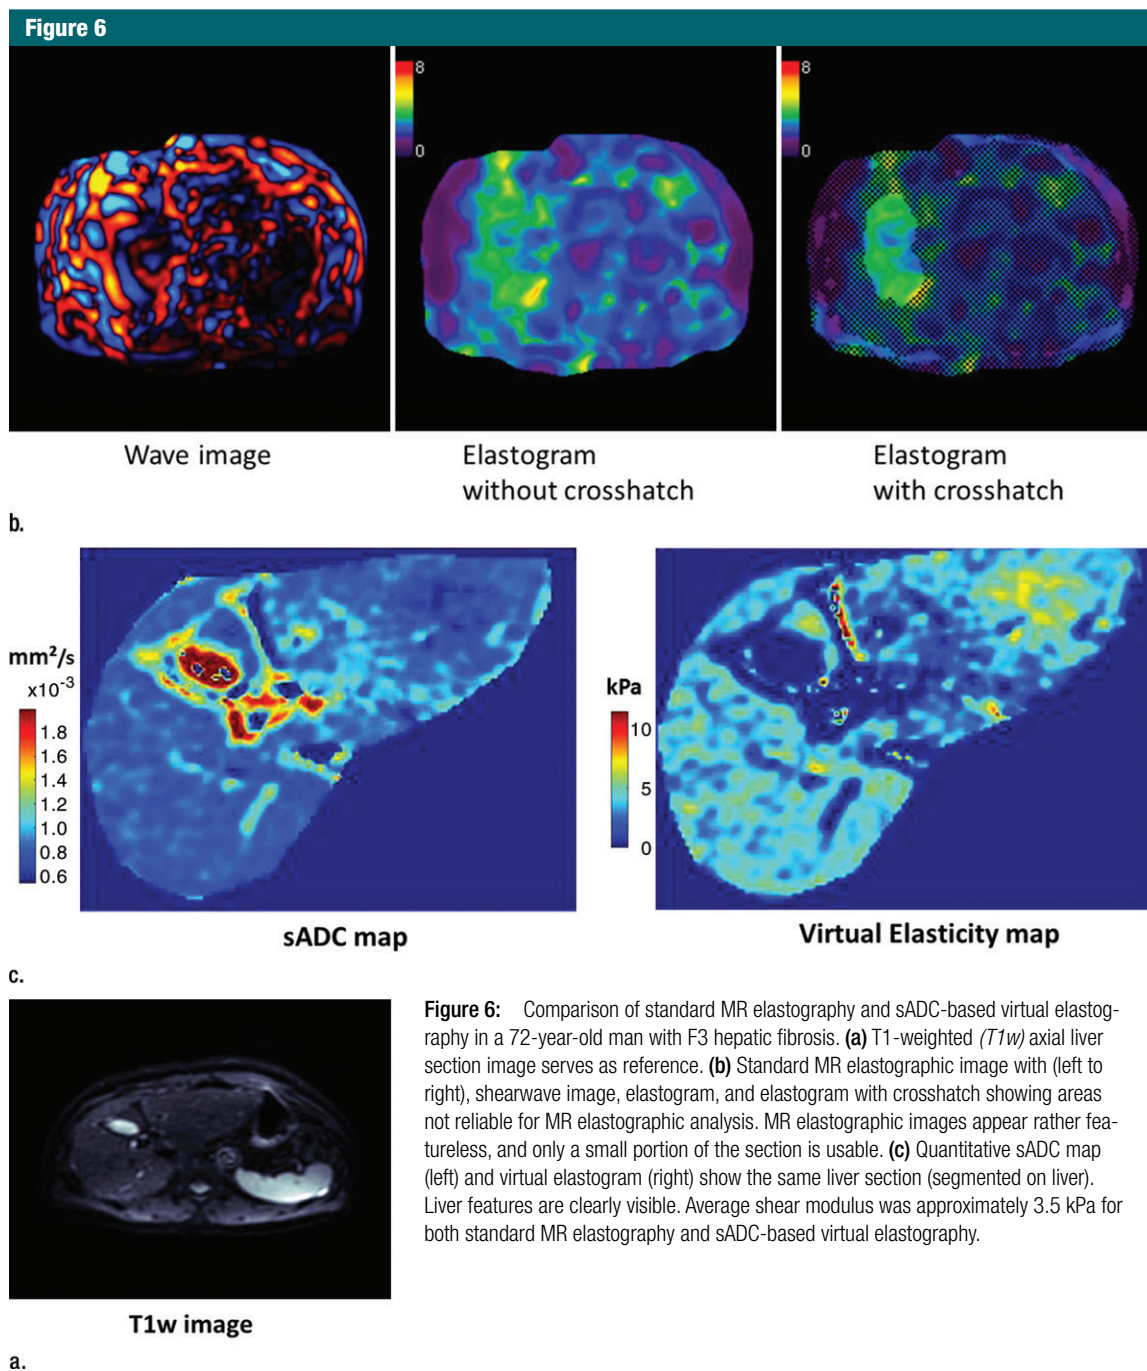 Figure 6
8
0
8
0
Wave image
Elastogram
without crosshatch
Elastogram
with crosshatch
b.
mm²/s
x10⁻³
1.8
1.6
1.4
1.2
1.0
0.8
0.6
sADC map
kPa
10
5
0
Virtual Elasticity map
c.
T1w image
a.
Figure 6: Comparison of standard MR elastography and sADC-based virtual elastog-
raphy in a 72-year-old man with F3 hepatic fibrosis. (a) T1-weighted (T1w) axial liver
section image serves as reference. (b) Standard MR elastographic image with (left to
right), shearwave image, elastogram, and elastogram with crosshatch showing areas
not reliable for MR elastographic analysis. MR elastographic images appear rather fea-
tureless, and only a small portion of the section is usable. (c) Quantitative sADC map
(left) and virtual elastogram (right) show the same liver section (segmented on liver).
Liver features are clearly visible. Average shear modulus was approximately 3.5 kPa for
both standard MR elastography and sADC-based virtual elastography.